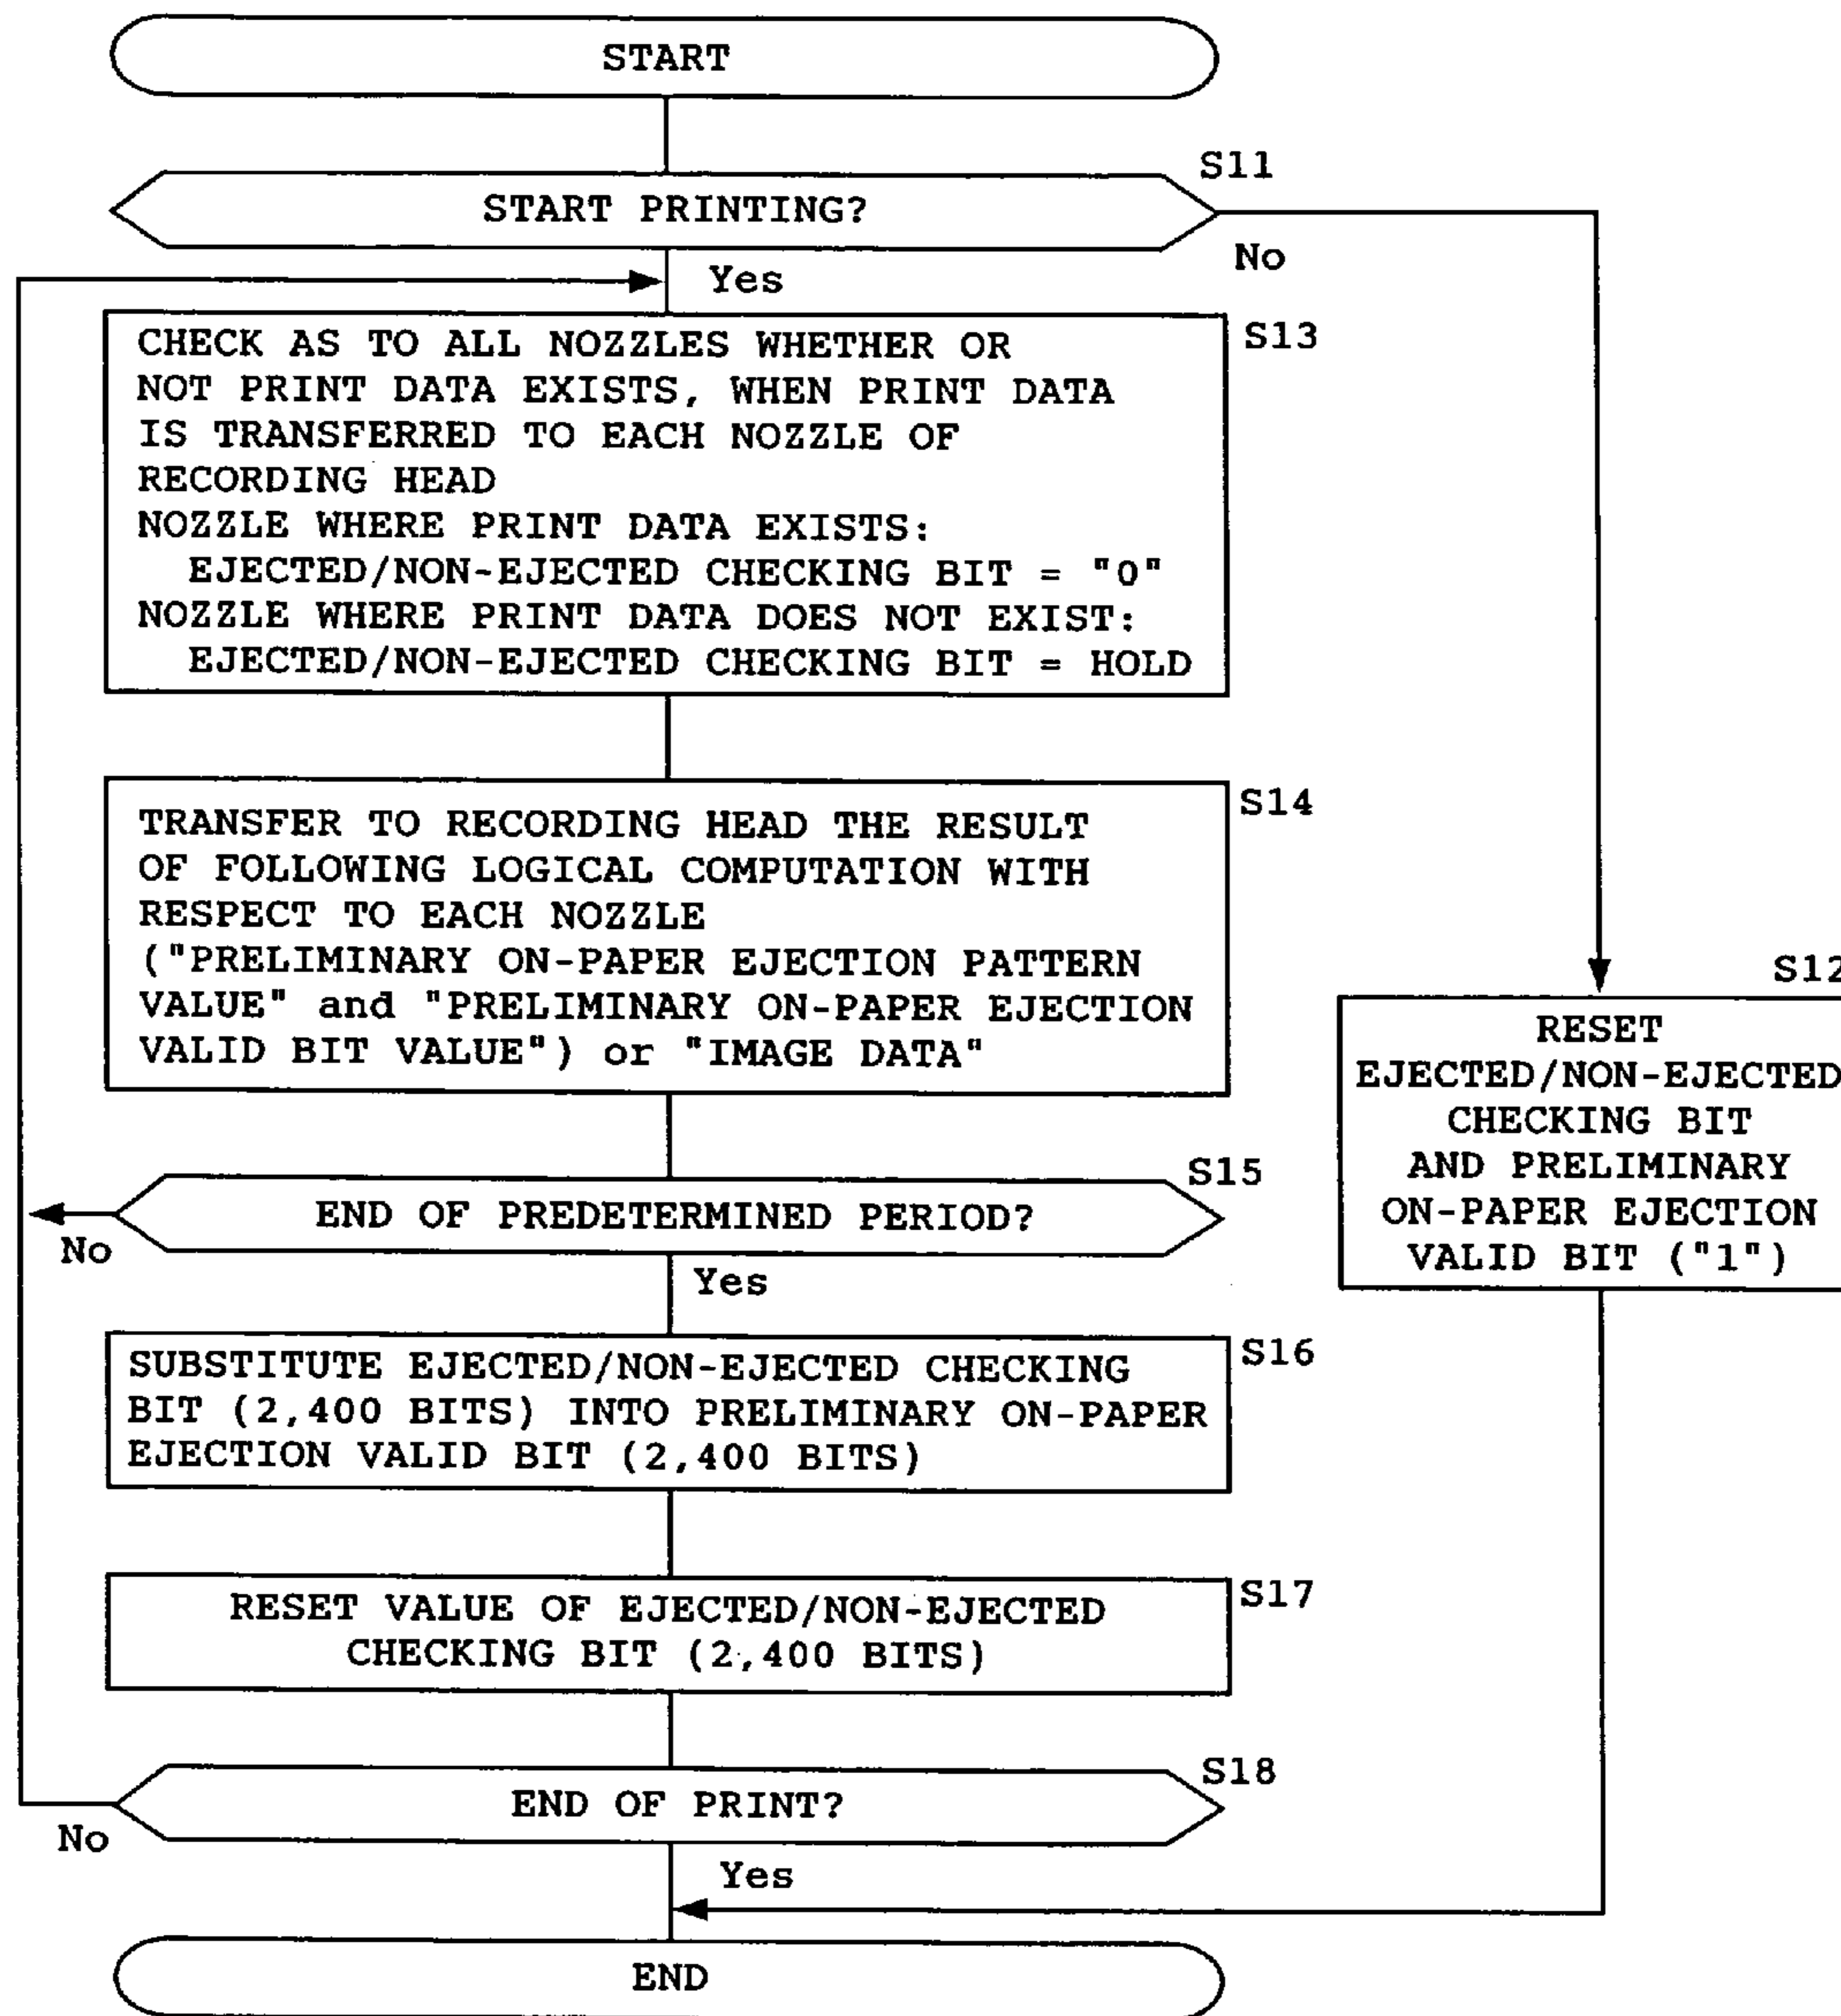 START
S11
START PRINTING?
No
Yes
S13
CHECK AS TO ALL NOZZLES WHETHER OR
NOT PRINT DATA EXISTS, WHEN PRINT DATA
IS TRANSFERRED TO EACH NOZZLE OF
RECORDING HEAD
NOZZLE WHERE PRINT DATA EXISTS:
EJECTED/NON-EJECTED CHECKING BIT = "0"
NOZZLE WHERE PRINT DATA DOES NOT EXIST:
EJECTED/NON-EJECTED CHECKING BIT = HOLD
S14
TRANSFER TO RECORDING HEAD THE RESULT
OF FOLLOWING LOGICAL COMPUTATION WITH
RESPECT TO EACH NOZZLE
("PRELIMINARY ON-PAPER EJECTION PATTERN
VALUE" and "PRELIMINARY ON-PAPER EJECTION
VALID BIT VALUE") or "IMAGE DATA"
S12
RESET
EJECTED/NON-EJECTED
CHECKING BIT
AND PRELIMINARY
ON-PAPER EJECTION
VALID BIT ("1")
S15
END OF PREDETERMINED PERIOD?
No
Yes
S16
SUBSTITUTE EJECTED/NON-EJECTED CHECKING
BIT (2,400 BITS) INTO PRELIMINARY ON-PAPER
EJECTION VALID BIT (2,400 BITS)
S17
RESET VALUE OF EJECTED/NON-EJECTED
CHECKING BIT (2,400 BITS)
S18
END OF PRINT?
No
Yes
END